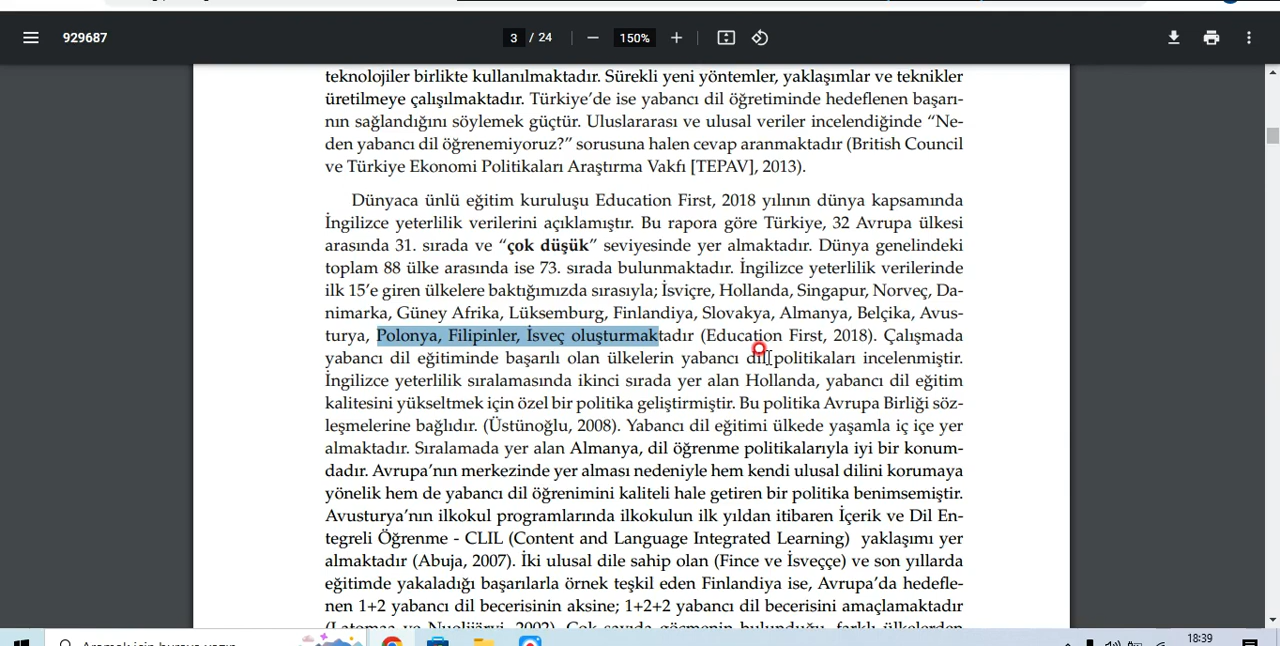 929687
3 / 24
150%
teknolojiler birlikte kullanılmaktadır. Sürekli yeni yöntemler, yaklaşımlar ve teknikler
üretilmeye çalışılmaktadır. Türkiye’de ise yabancı dil öğretiminde hedeflenen başarı-
nın sağlandığını söylemek güçtür. Uluslararası ve ulusal veriler incelendiğinde “Ne-
den yabancı dil öğrenemiyoruz?” sorusuna halen cevap aranmaktadır (British Council
ve Türkiye Ekonomi Politikaları Araştırma Vakfı [TEPAV], 2013).
Dünyaca ünlü eğitim kuruluşu Education First, 2018 yılının dünya kapsamında
İngilizce yeterlilik verilerini açıklamıştır. Bu rapora göre Türkiye, 32 Avrupa ülkesi
arasında 31. sırada ve “çok düşük” seviyesinde yer almaktadır. Dünya genelindeki
toplam 88 ülke arasında ise 73. sırada bulunmaktadır. İngilizce yeterlilik verilerinde
ilk 15’e giren ülkelere baktığımızda sırasıyla; İsviçre, Hollanda, Singapur, Norveç, Da-
nimarka, Güney Afrika, Lüksemburg, Finlandiya, Slovakya, Almanya, Belçika, Avus-
turya, Polonya, Filipinler, İsveç oluşturmaktadır (Education First, 2018). Çalışmada
yabancı dil eğitiminde başarılı olan ülkelerin yabancı dil politikaları incelenmiştir.
İngilizce yeterlilik sıralamasında ikinci sırada yer alan Hollanda, yabancı dil eğitim
kalitesini yükseltmek için özel bir politika geliştirmiştir. Bu politika Avrupa Birliği söz-
leşmelerine bağlıdır. (Üstünoğlu, 2008). Yabancı dil eğitimi ülkede yaşamla iç içe yer
almaktadır. Sıralamada yer alan Almanya, dil öğrenme politikalarıyla iyi bir konum-
dadır. Avrupa’nın merkezinde yer alması nedeniyle hem kendi ulusal dilini korumaya
yönelik hem de yabancı dil öğrenimini kaliteli hale getiren bir politika benimsemiştir.
Avusturya’nın ilkokul programlarında ilkokulun ilk yıldan itibaren İçerik ve Dil En-
tegreli Öğrenme - CLIL (Content and Language Integrated Learning) yaklaşımı yer
almaktadır (Abuja, 2007). İki ulusal dile sahip olan (Fince ve İsveççe) ve son yıllarda
eğitimde yakaladığı başarılarla örnek teşkil eden Finlandiya ise, Avrupa’da hedefle-
nen 1+2 yabancı dil becerisinin aksine; 1+2+2 yabancı dil becerisini amaçlamaktadır
18:39